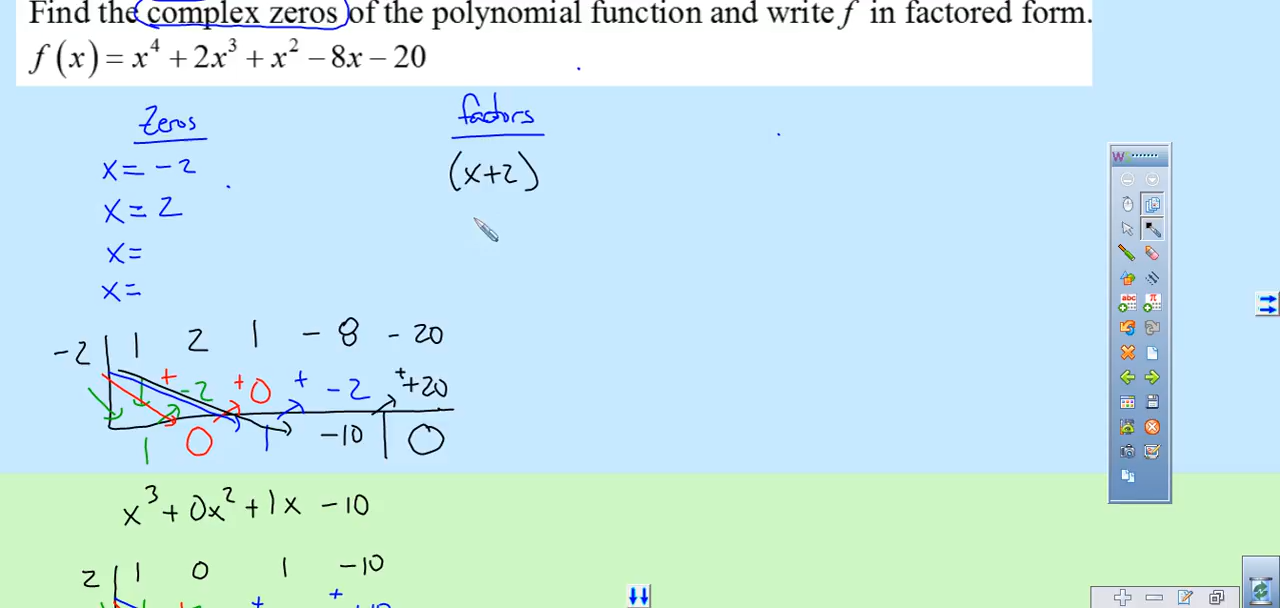 Find the complex zeros of the polynomial function and write f in factored form.
f(x) = x⁴ + 2x³ + x² − 8x − 20
Zeros
factors
x = −2
(x+2)
x = 2
x =
x =
−2 | 1 2 1 −8 −20
+ −2 +0 + −2 + +20
1 0 1 −10 | 0
x³ + 0x² + 1x − 10
2 | 1 0 1 −10